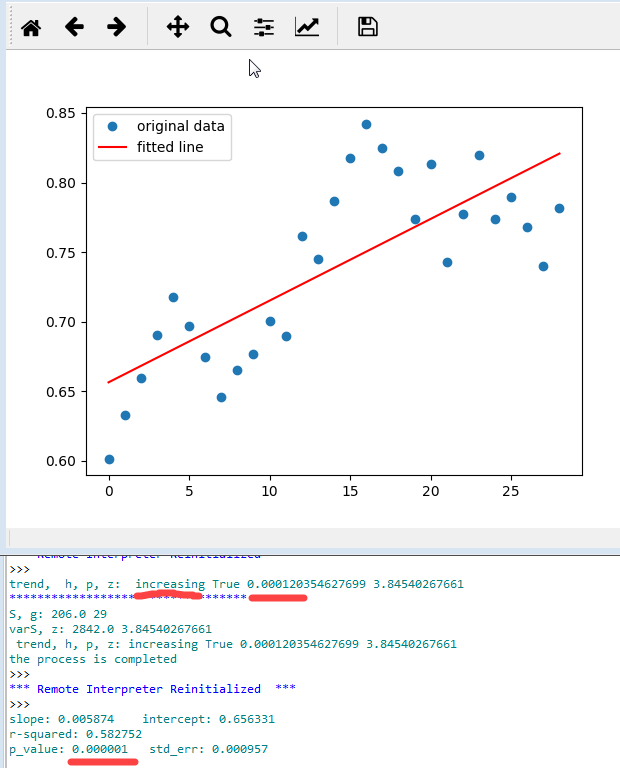 original data
fitted line
0.85
0.80
0.75
0.70
0.65
0.60
0 5 10 15 20 25
Remote Interpreter Reinitialized
>>>
trend,  h, p, z:  increasing True 0.000120354627699 3.84540267661
*********************************
S, g: 206.0 29
varS, z: 2842.0 3.84540267661
 trend, h, p, z: increasing True 0.000120354627699 3.84540267661
the process is completed
>>>
*** Remote Interpreter Reinitialized  ***
>>>
slope: 0.005874    intercept: 0.656331
r-squared: 0.582752
p_value: 0.000001   std_err: 0.000957